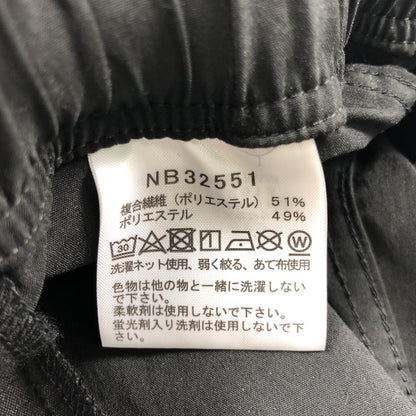 NB32551
複合繊維（ポリエステル） 51%
ポリエステル 49%
30 W
洗濯ネット使用、弱く絞る、あて布使用
色物は他の物と一緒に洗濯しない
で下さい。
柔軟剤は使用しないで下さい。
蛍光剤入り洗剤は使用しないで
下さい。